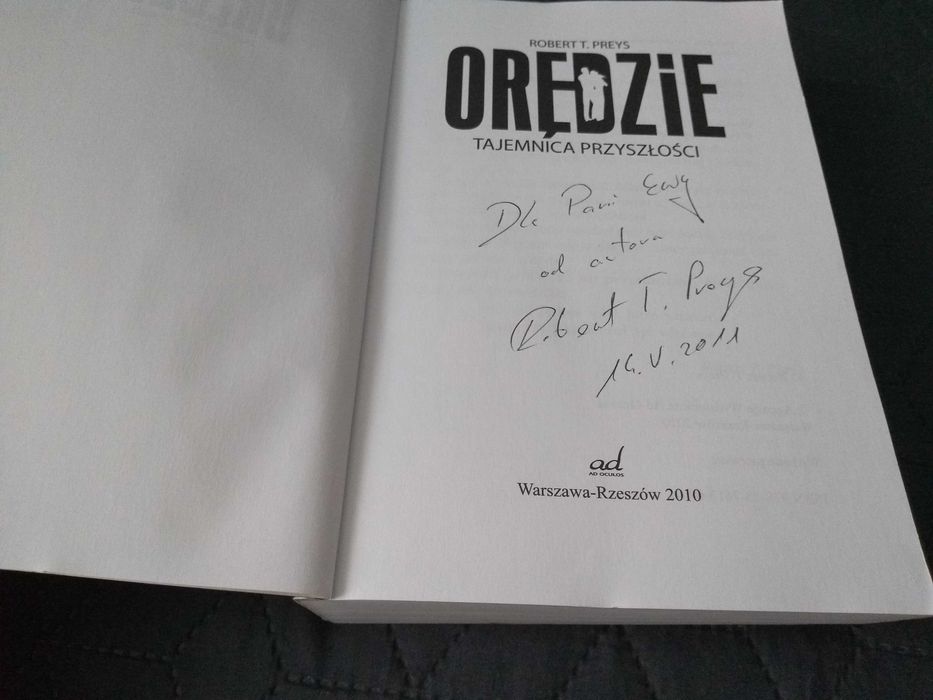 ROBERT T. PREYS
ORĘDZiE
TAJEMNICA PRZYSZŁOŚCI
Dla Pani Ewy
od autora
Robert T. Preys
14.V.2011
ad
AD OCULOS
Warszawa-Rzeszów 2010